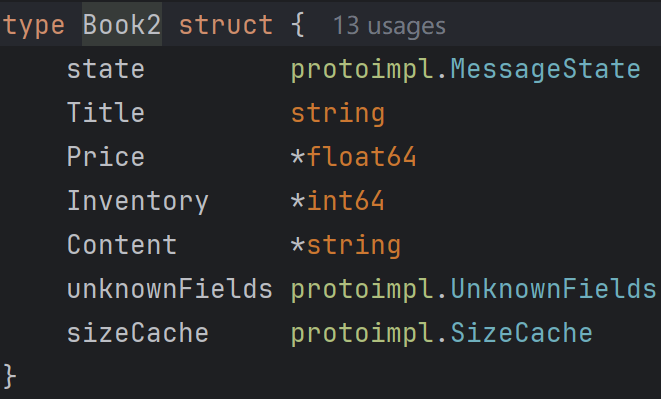 type Book2 struct { 13 usages
state protoimpl.MessageState
Title string
Price *float64
Inventory *int64
Content *string
unknownFields protoimpl.UnknownFields
sizeCache protoimpl.SizeCache
}